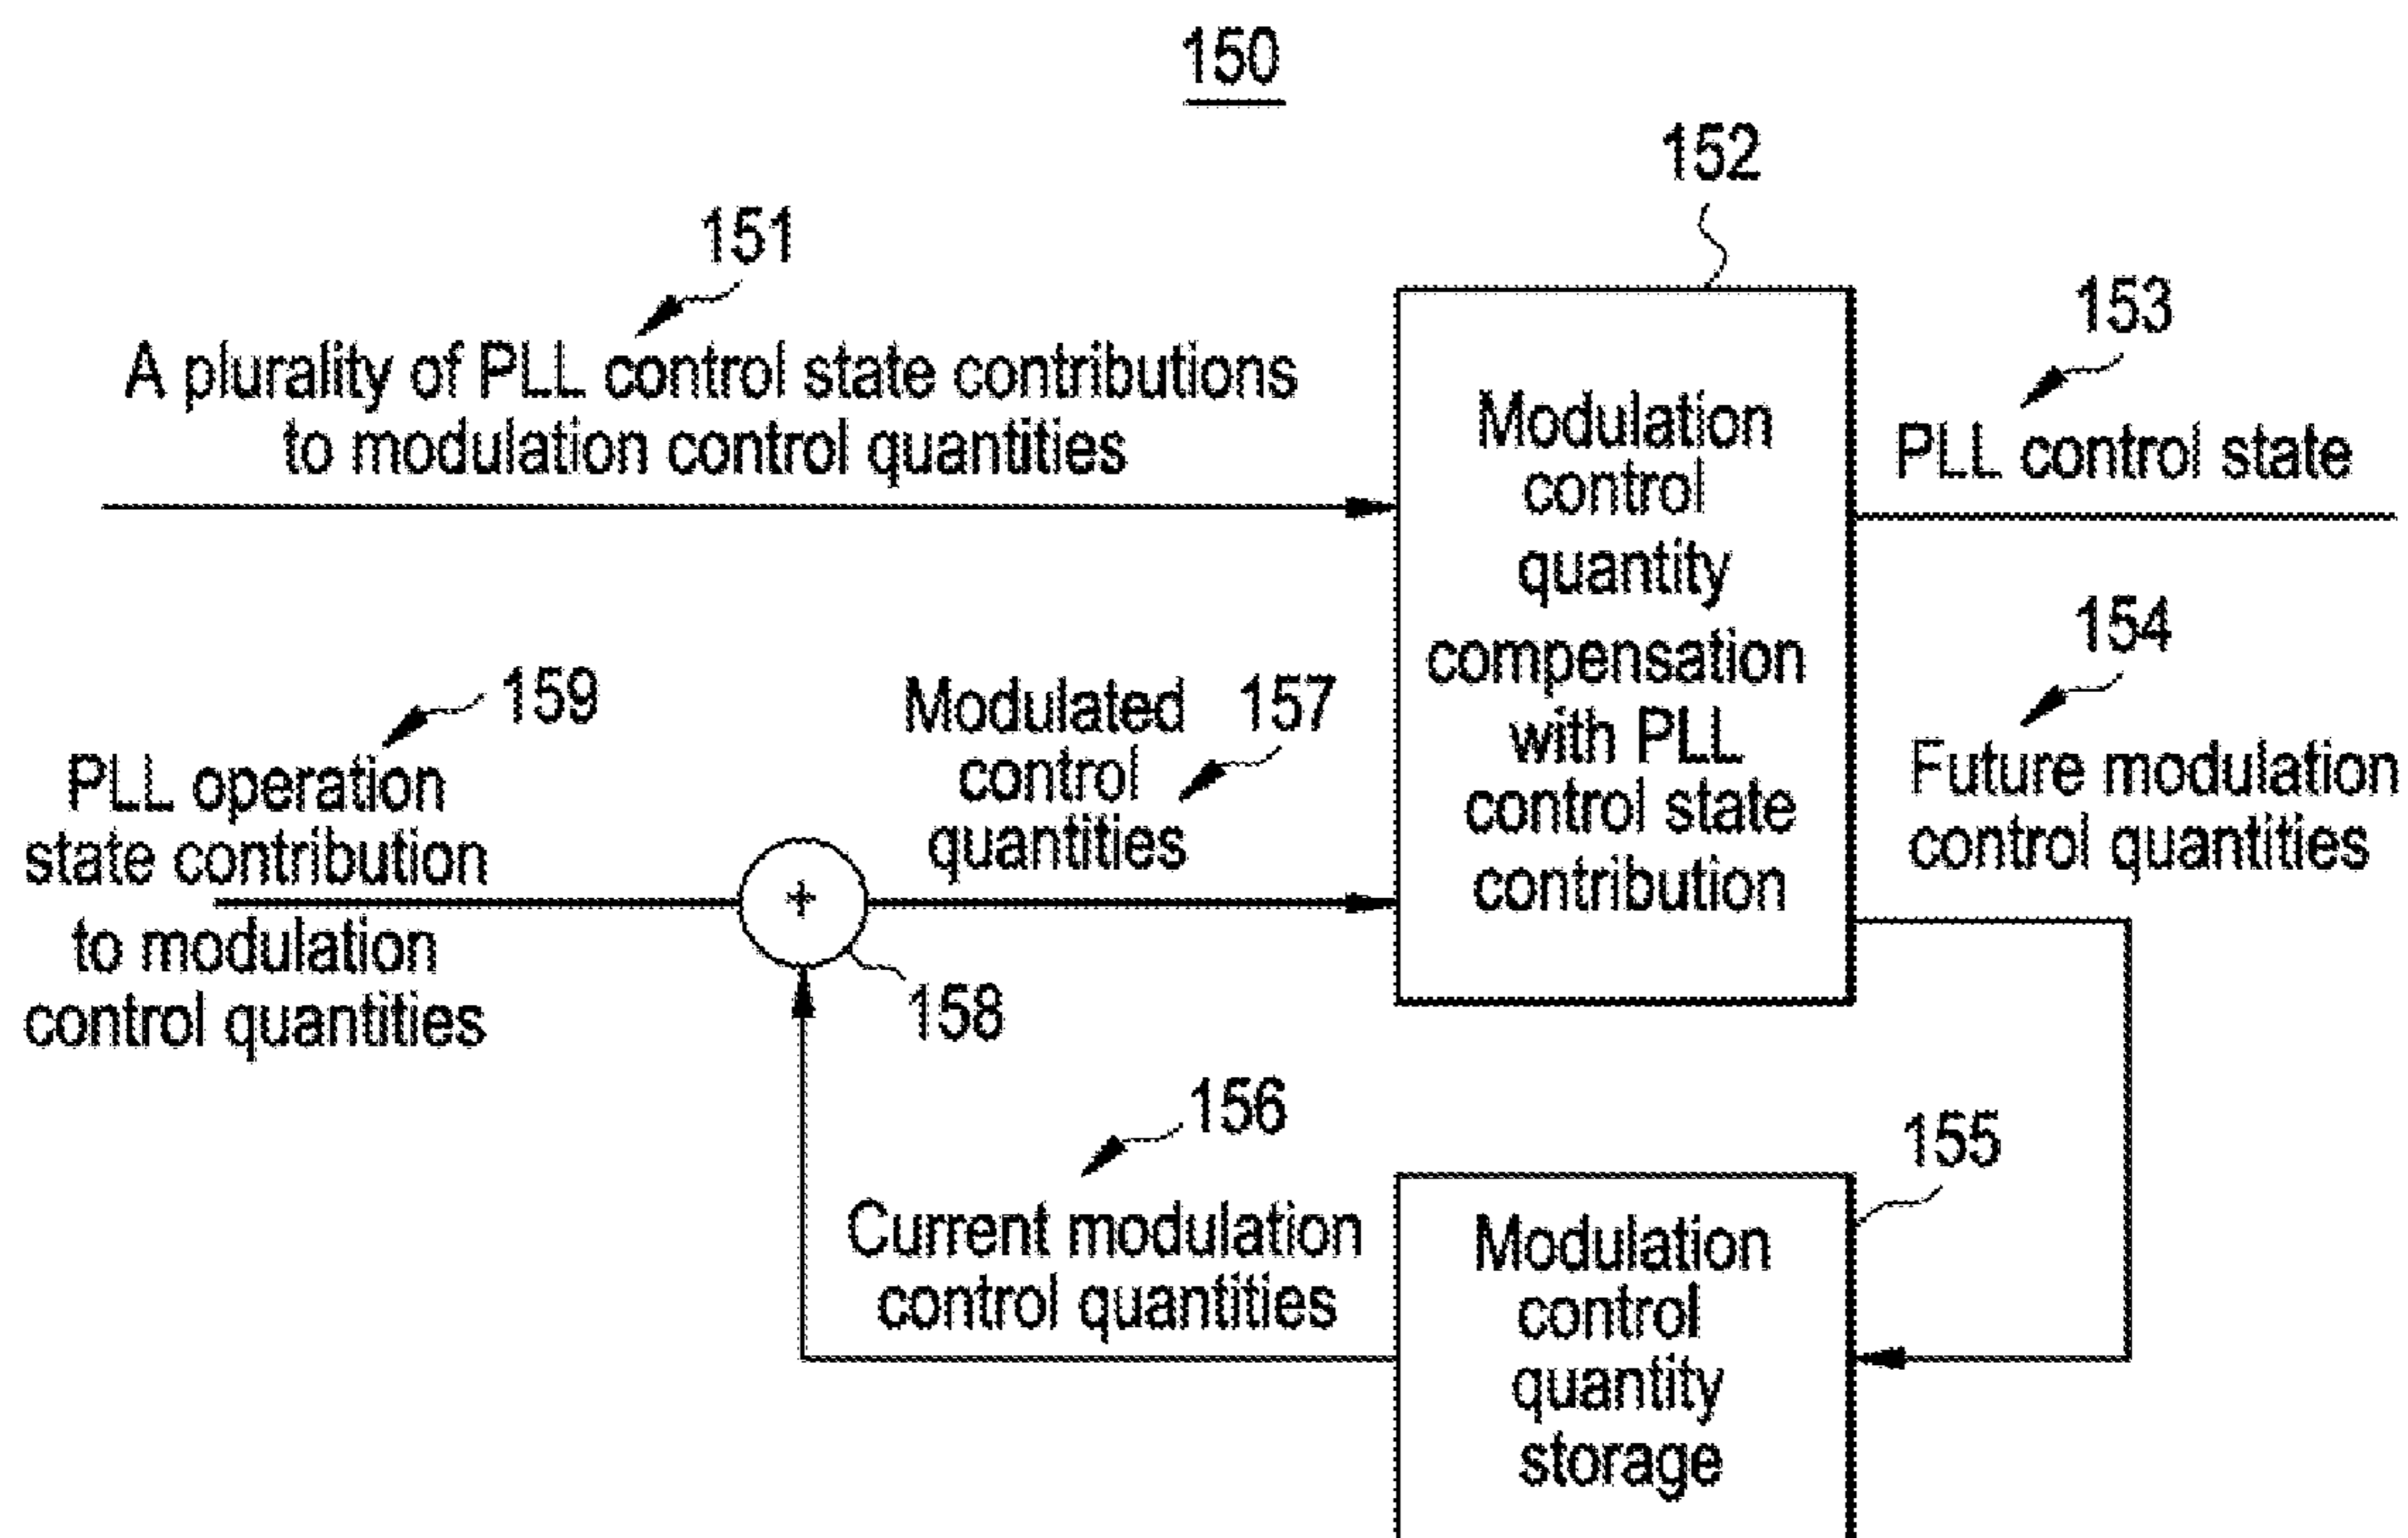 150
152
151
153
A plurality of PLL control state contributions
to modulation control quantities
Modulation
control
quantity
compensation
with PLL
control state
contribution
PLL control state
154
Future modulation
control quantities
159
PLL operation
state contribution
to modulation
control quantities
Modulated
control
quantities
157
+
158
156
Current modulation
control quantities
155
Modulation
control
quantity
storage